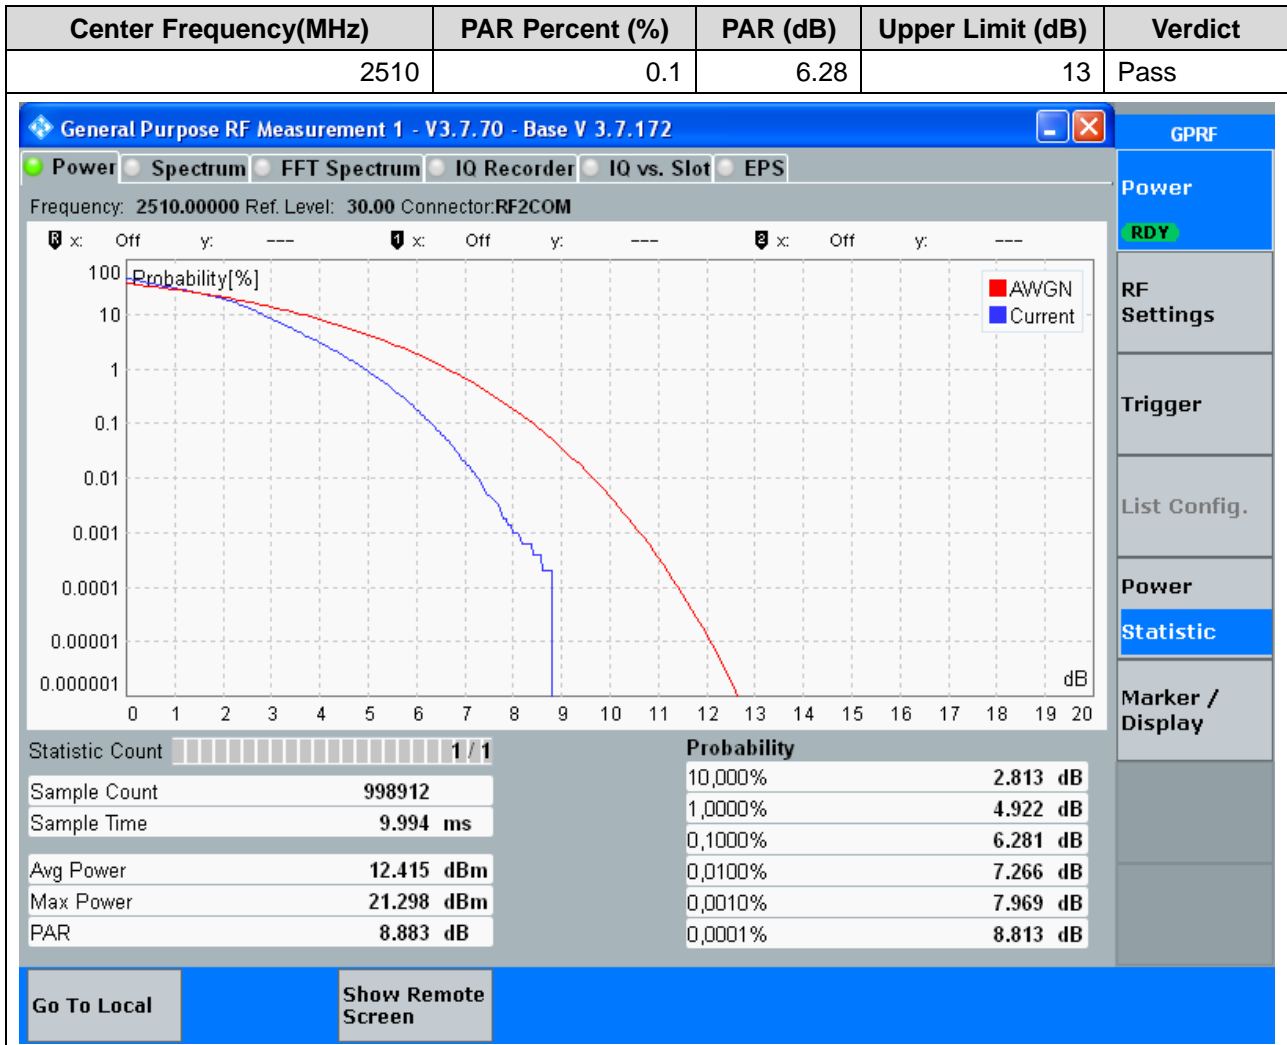 Center Frequency(MHz) PAR Percent (%) PAR (dB) Upper Limit (dB) Verdict
2510 0.1 6.28 13 Pass
General Purpose RF Measurement 1 - V3.7.70 - Base V 3.7.172
GPRF
Power Spectrum FFT Spectrum IQ Recorder IQ vs. Slot EPS
Frequency: 2510.00000 Ref. Level: 30.00 Connector:RF2COM
R x: Off y: --- 1 x: Off y: --- 2 x: Off y: ---
Probability[%]
100
10
1
0.1
0.01
0.001
0.0001
0.00001
0.000001
AWGN
Current
dB
0 1 2 3 4 5 6 7 8 9 10 11 12 13 14 15 16 17 18 19 20
Statistic Count 1 / 1
Sample Count 998912
Sample Time 9.994 ms
Avg Power 12.415 dBm
Max Power 21.298 dBm
PAR 8.883 dB
Probability
10,000% 2.813 dB
1,0000% 4.922 dB
0,1000% 6.281 dB
0,0100% 7.266 dB
0,0010% 7.969 dB
0,0001% 8.813 dB
Power
RDY
RF
Settings
Trigger
List Config.
Power
Statistic
Marker /
Display
Go To Local
Show Remote
Screen